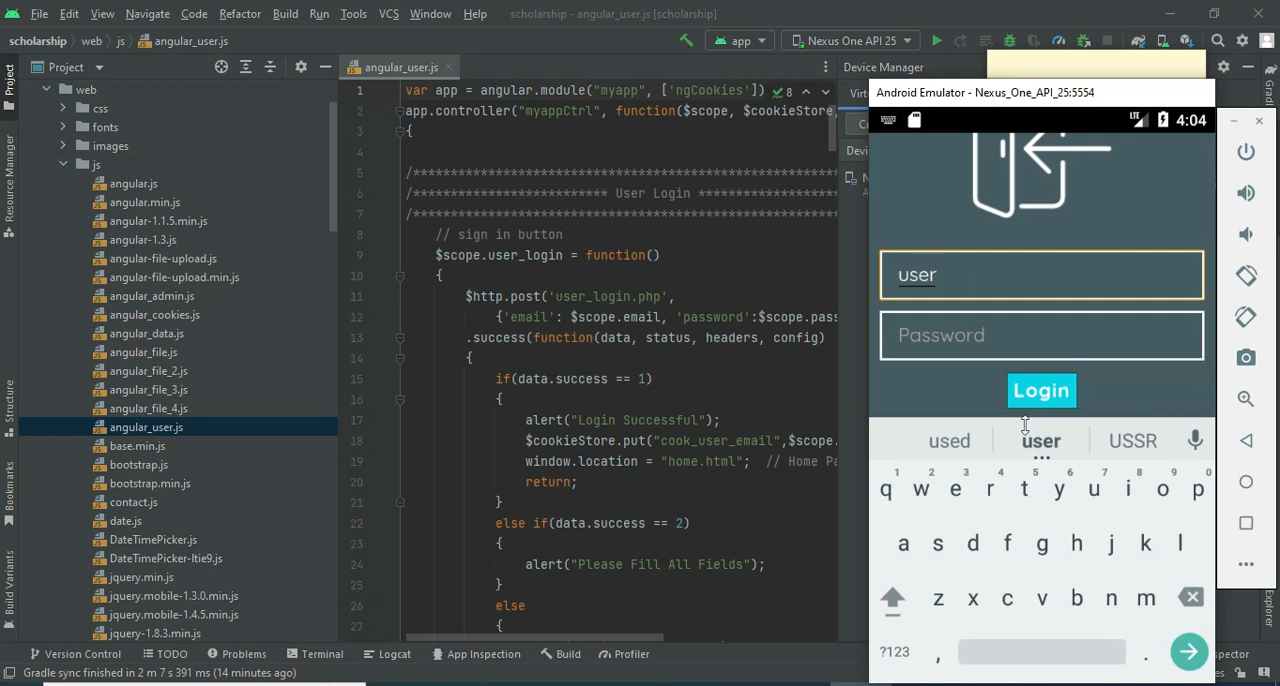 File Edit View Navigate Code Refactor Build Run Tools VCS Window Help scholarship - angular_user.js [scholarship]
scholarship web js angular_user.js app Nexus One API 25
Project angular_user.js Device Manager
Project
Resource Manager
Structure
Bookmarks
Build Variants
web
css
fonts
images
js
angular.js
angular.min.js
angular-1.1.5.min.js
angular-1.3.js
angular-file-upload.js
angular-file-upload.min.js
angular_admin.js
angular_cookies.js
angular_data.js
angular_file.js
angular_file_2.js
angular_file_3.js
angular_file_4.js
angular_user.js
base.min.js
bootstrap.js
bootstrap.min.js
contact.js
date.js
DateTimePicker.js
DateTimePicker-ltie9.js
jquery.min.js
jquery.mobile-1.3.0.min.js
jquery.mobile-1.4.5.min.js
jquery-1.8.3.min.js
1 var app = angular.module("myapp", ['ngCookies']) 8
2 app.controller("myappCtrl", function($scope, $cookieStore,
3 {
4
5 /*********************************************************
6 /************************** User Login *******************
7 /*********************************************************
8 // sign in button
9 $scope.user_login = function()
10 {
11 $http.post('user_login.php',
12 {'email': $scope.email, 'password':$scope.pass
13 .success(function(data, status, headers, config)
14 {
15 if(data.success == 1)
16 {
17 alert("Login Successful");
18 $cookieStore.put("cook_user_email",$scope.
19 window.location = "home.html"; // Home Pa
20 return;
21 }
22 else if(data.success == 2)
23 {
24 alert("Please Fill All Fields");
25 }
26 else
27 {
Virt
Devi
Android Emulator - Nexus_One_API_25:5554
LTE 4:04
user
Password
Login
used user USSR
1 2 3 4 5 6 7 8 9 0
q w e r t y u i o p
a s d f g h j k l
z x c v b n m
?123 , .
Version Control TODO Problems Terminal Logcat App Inspection Build Profiler
Gradle sync finished in 2 m 7 s 391 ms (14 minutes ago)